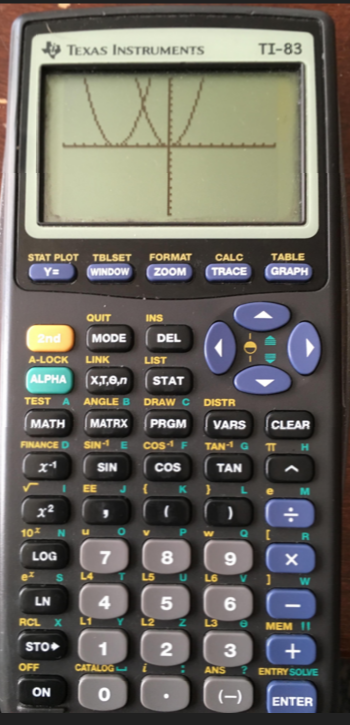 TEXAS INSTRUMENTS TI-83
STAT PLOT TBLSET FORMAT CALC TABLE
Y= WINDOW ZOOM TRACE GRAPH
QUIT INS
2nd MODE DEL
A-LOCK LINK LIST
ALPHA X,T,θ,n STAT
TEST A ANGLE B DRAW C DISTR
MATH MATRX PRGM VARS CLEAR
FINANCE D SIN⁻¹ E COS⁻¹ F TAN⁻¹ G π H
x⁻¹ SIN COS TAN ^
√ I EE J { K } L e M
x² , ( ) ÷
10ˣ N u O v P w Q [ R
LOG 7 8 9 ×
eˣ S L4 T L5 U L6 V ] W
LN 4 5 6 −
RCL X L1 Y L2 Z L3 θ MEM "
STO▸ 1 2 3 +
OFF CATALOG ⎵ i : ANS ? ENTRY SOLVE
ON 0 . (−) ENTER